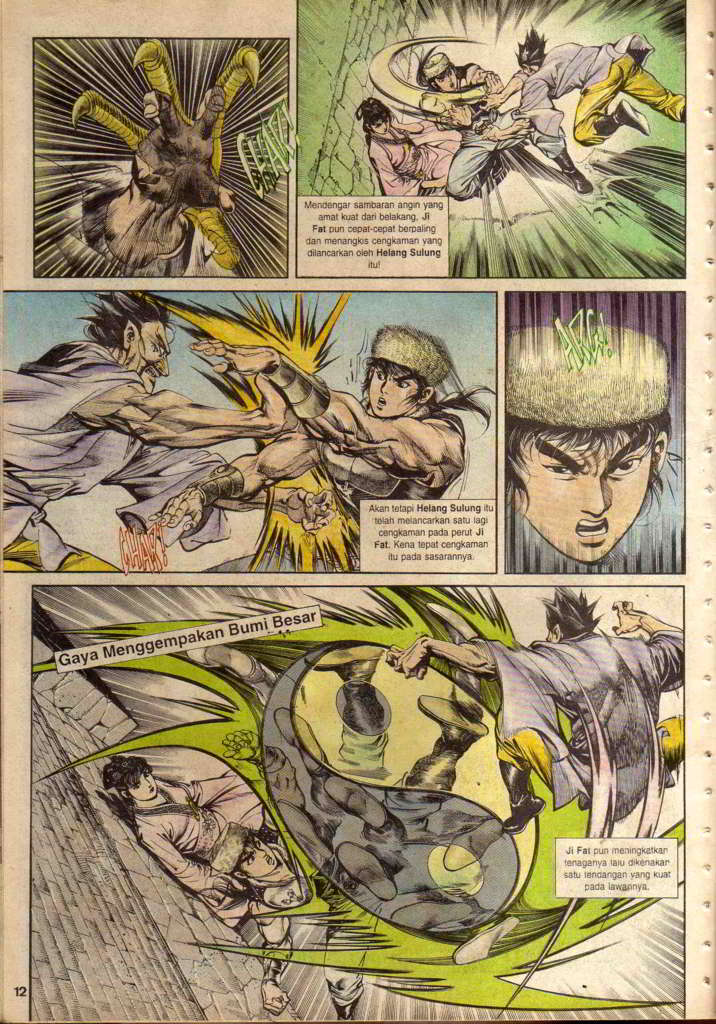 Mendengar sambaran angin yang
amat kuat dari belakang, Ji
Fat pun cepat-cepat berpaling
dan menangkis cengkaman yang
dilancarkan oleh Helang Sulung
itu!
Akan tetapi Helang Sulung itu
telah melancarkan satu lagi
cengkaman pada perut Ji
Fat. Kena tepat cengkaman
itu pada sasarannya.
Gaya Menggempakan Bumi Besar
Ji Fat pun meningkatkan
tenaganya lalu dikenakan
satu tendangan yang kuat
pada lawannya.
12